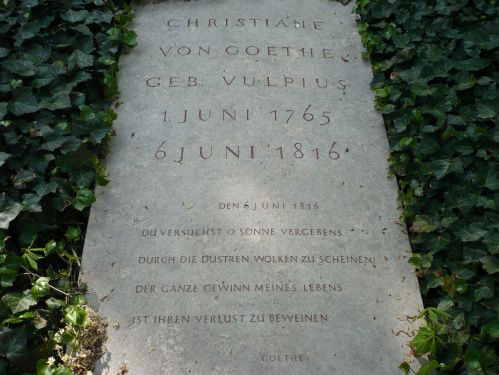 CHRISTIANE
VON GOETHE
GEB VULPIUS
1 JUNI 1765
6 JUNI 1816
DEN 6 JUNI 1816
DU VERSUCHST O SONNE VERGEBENS
DURCH DIE DUSTREN WOLKEN ZU SCHEINEN!
DER GANZE GEWINN MEINES LEBENS
IST IHREN VERLUST ZU BEWEINEN
GOETHE